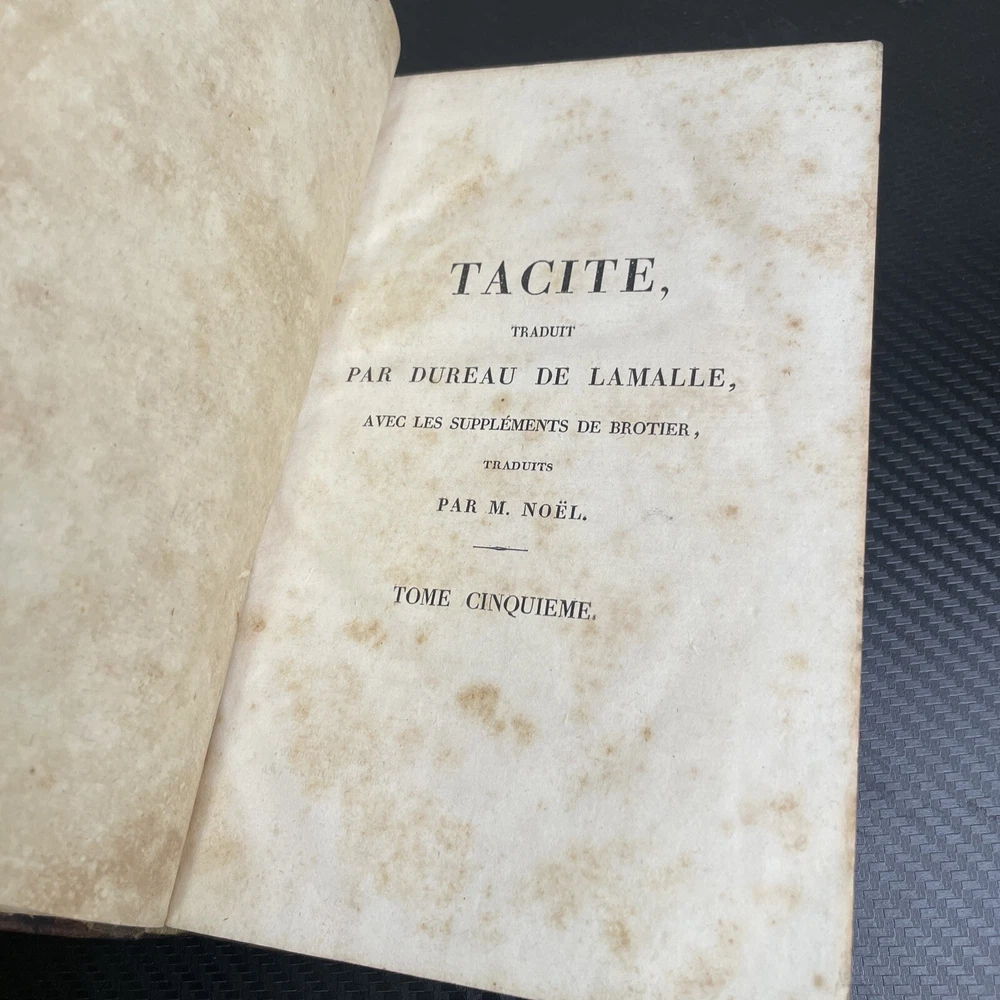 TACITE,
TRADUIT
PAR DUREAU DE LAMALLE,
AVEC LES SUPPLÉMENTS DE BROTIER,
TRADUITS
PAR M. NOËL.
TOME CINQUIEME.